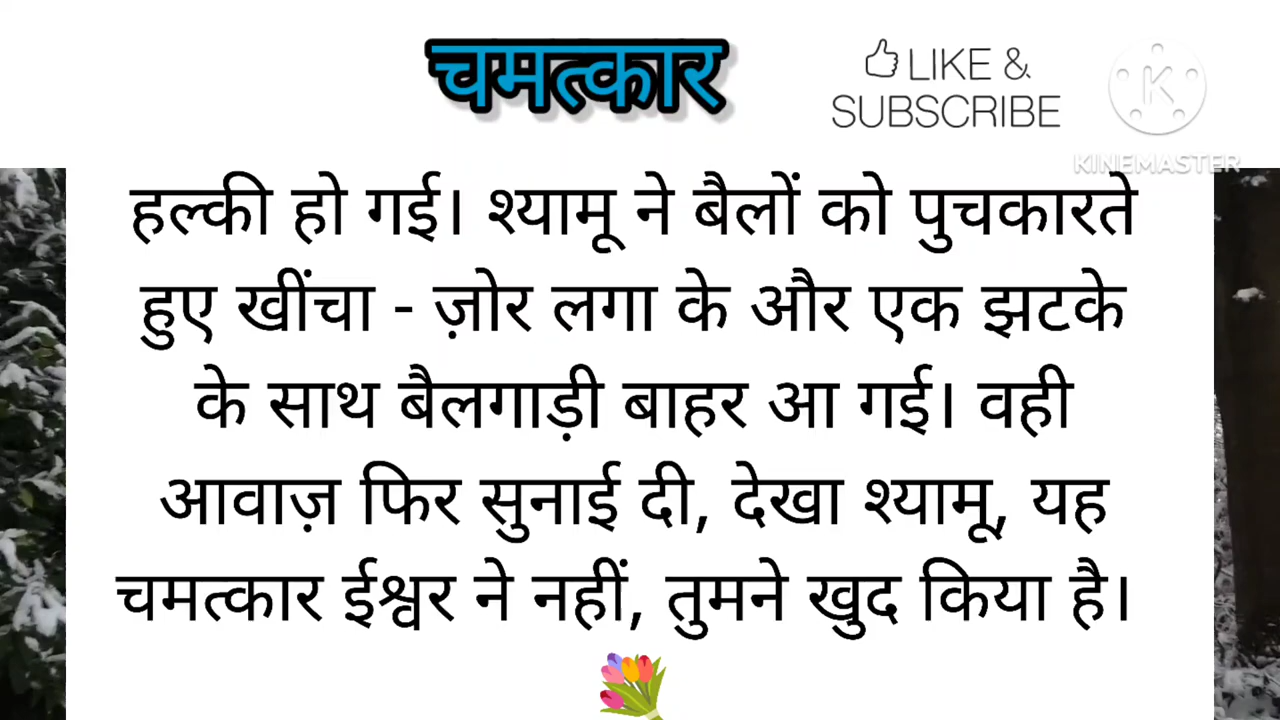 चमत्कार
LIKE &
SUBSCRIBE
K
KINEMASTER
हल्की हो गई। श्यामू ने बैलों को पुचकारते
हुए खींचा - ज़ोर लगा के और एक झटके
के साथ बैलगाड़ी बाहर आ गई। वही
आवाज़ फिर सुनाई दी, देखा श्यामू, यह
चमत्कार ईश्वर ने नहीं, तुमने खुद किया है।